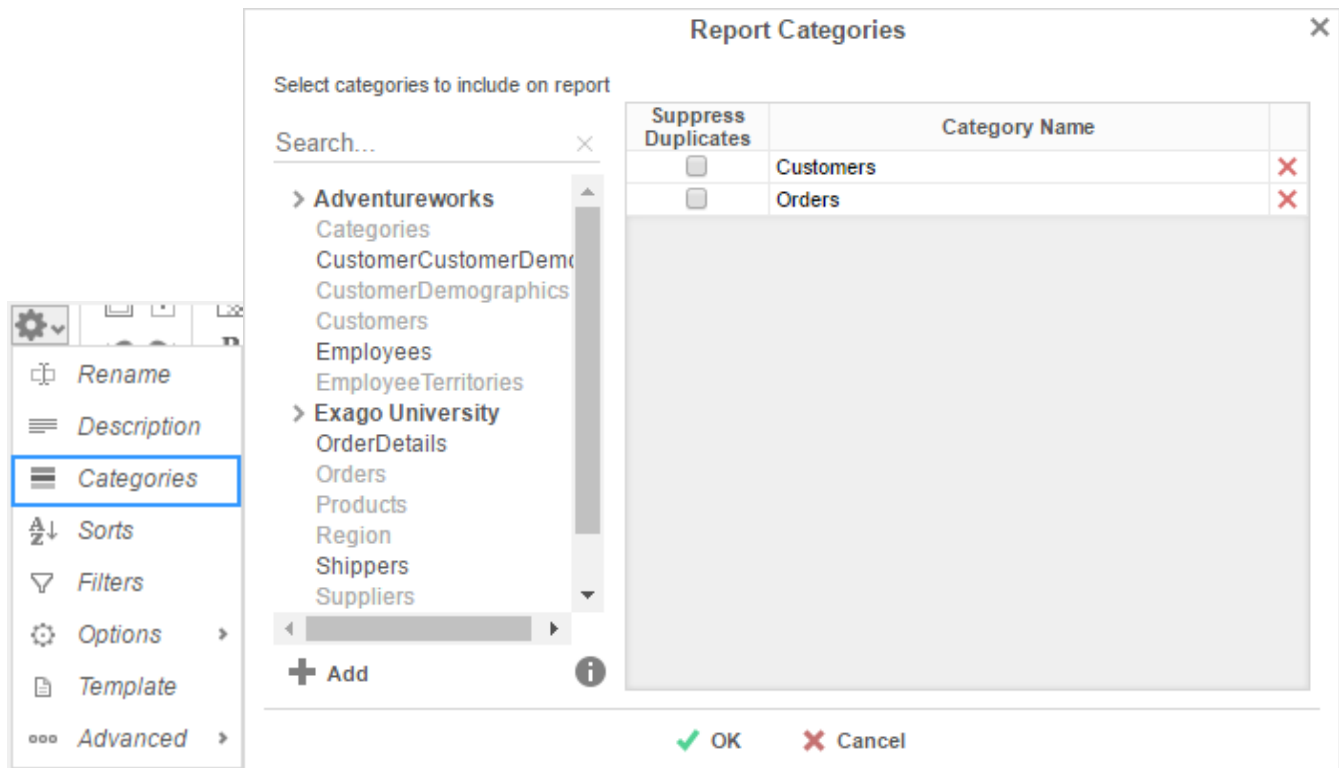 Report Categories
Select categories to include on report
Search...
Adventureworks
Categories
CustomerCustomerDem
CustomerDemographics
Customers
Employees
EmployeeTerritories
Exago University
OrderDetails
Orders
Products
Region
Shippers
Suppliers
Add
Suppress
Duplicates
Category Name
Customers
Orders
OK
Cancel
Rename
Description
Categories
Sorts
Filters
Options
Template
Advanced